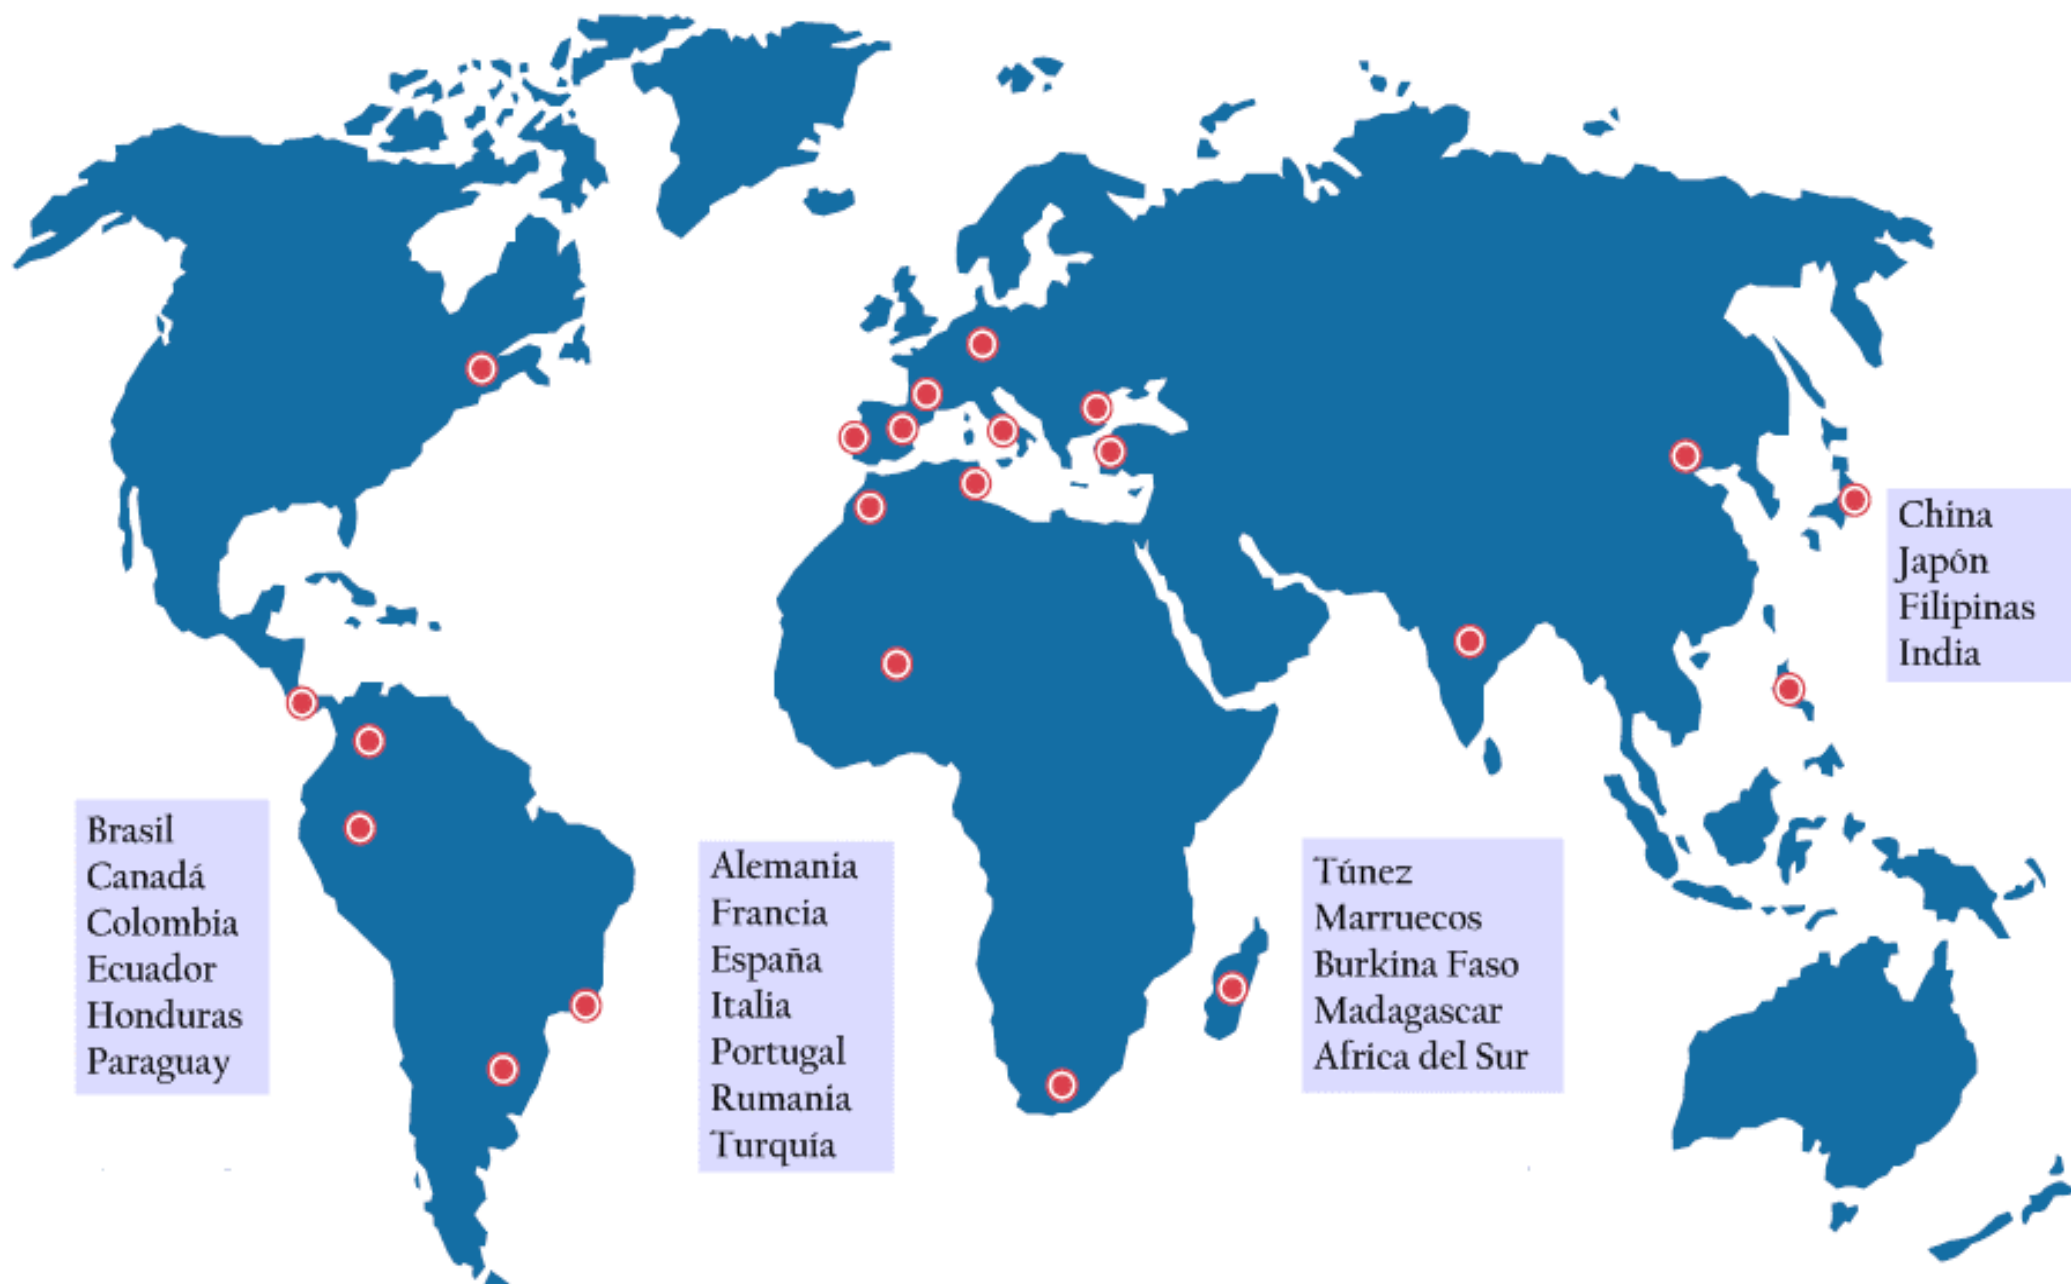 Brasil
Canadá
Colombia
Ecuador
Honduras
Paraguay
Alemania
Francia
España
Italia
Portugal
Rumania
Turquía
Túnez
Marruecos
Burkina Faso
Madagascar
Africa del Sur
China
Japón
Filipinas
India